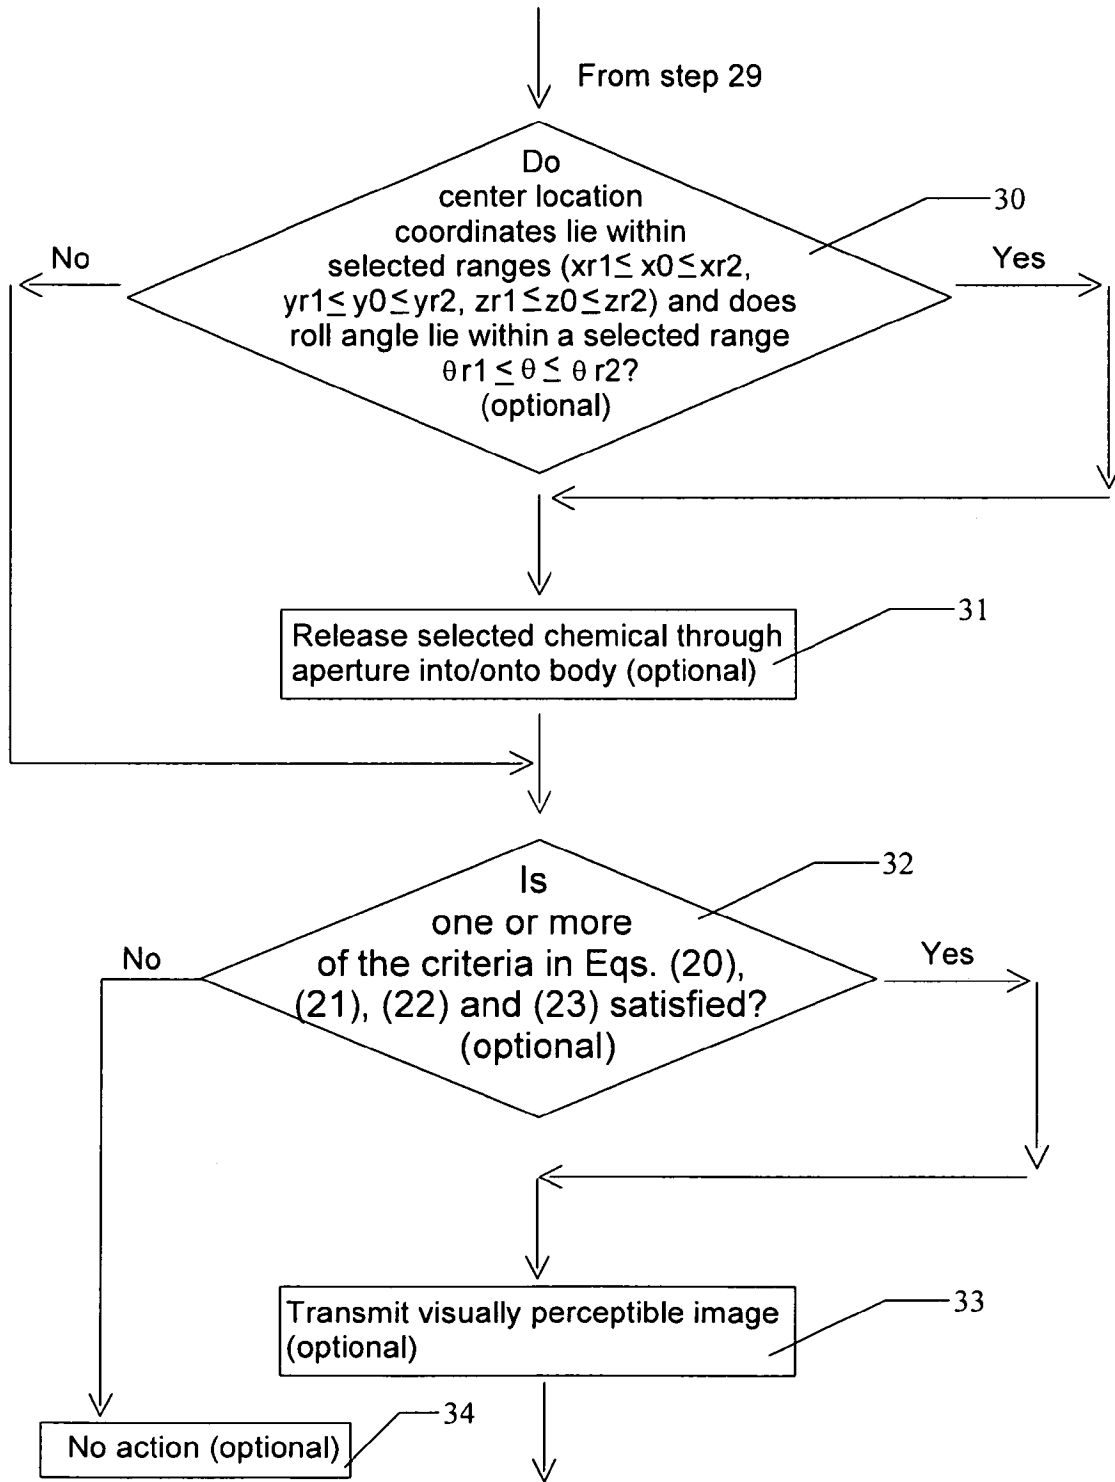 From step 29
Do
center location
coordinates lie within
selected ranges (xr1≤ x0≤xr2,
yr1≤ y0≤yr2, zr1≤z0≤zr2) and does
roll angle lie within a selected range
θr1 ≤ θ ≤ θr2?
(optional)
30
No
Yes
Release selected chemical through
aperture into/onto body (optional)
31
Is
one or more
of the criteria in Eqs. (20),
(21), (22) and (23) satisfied?
(optional)
32
No
Yes
Transmit visually perceptible image
(optional)
33
No action (optional)
34